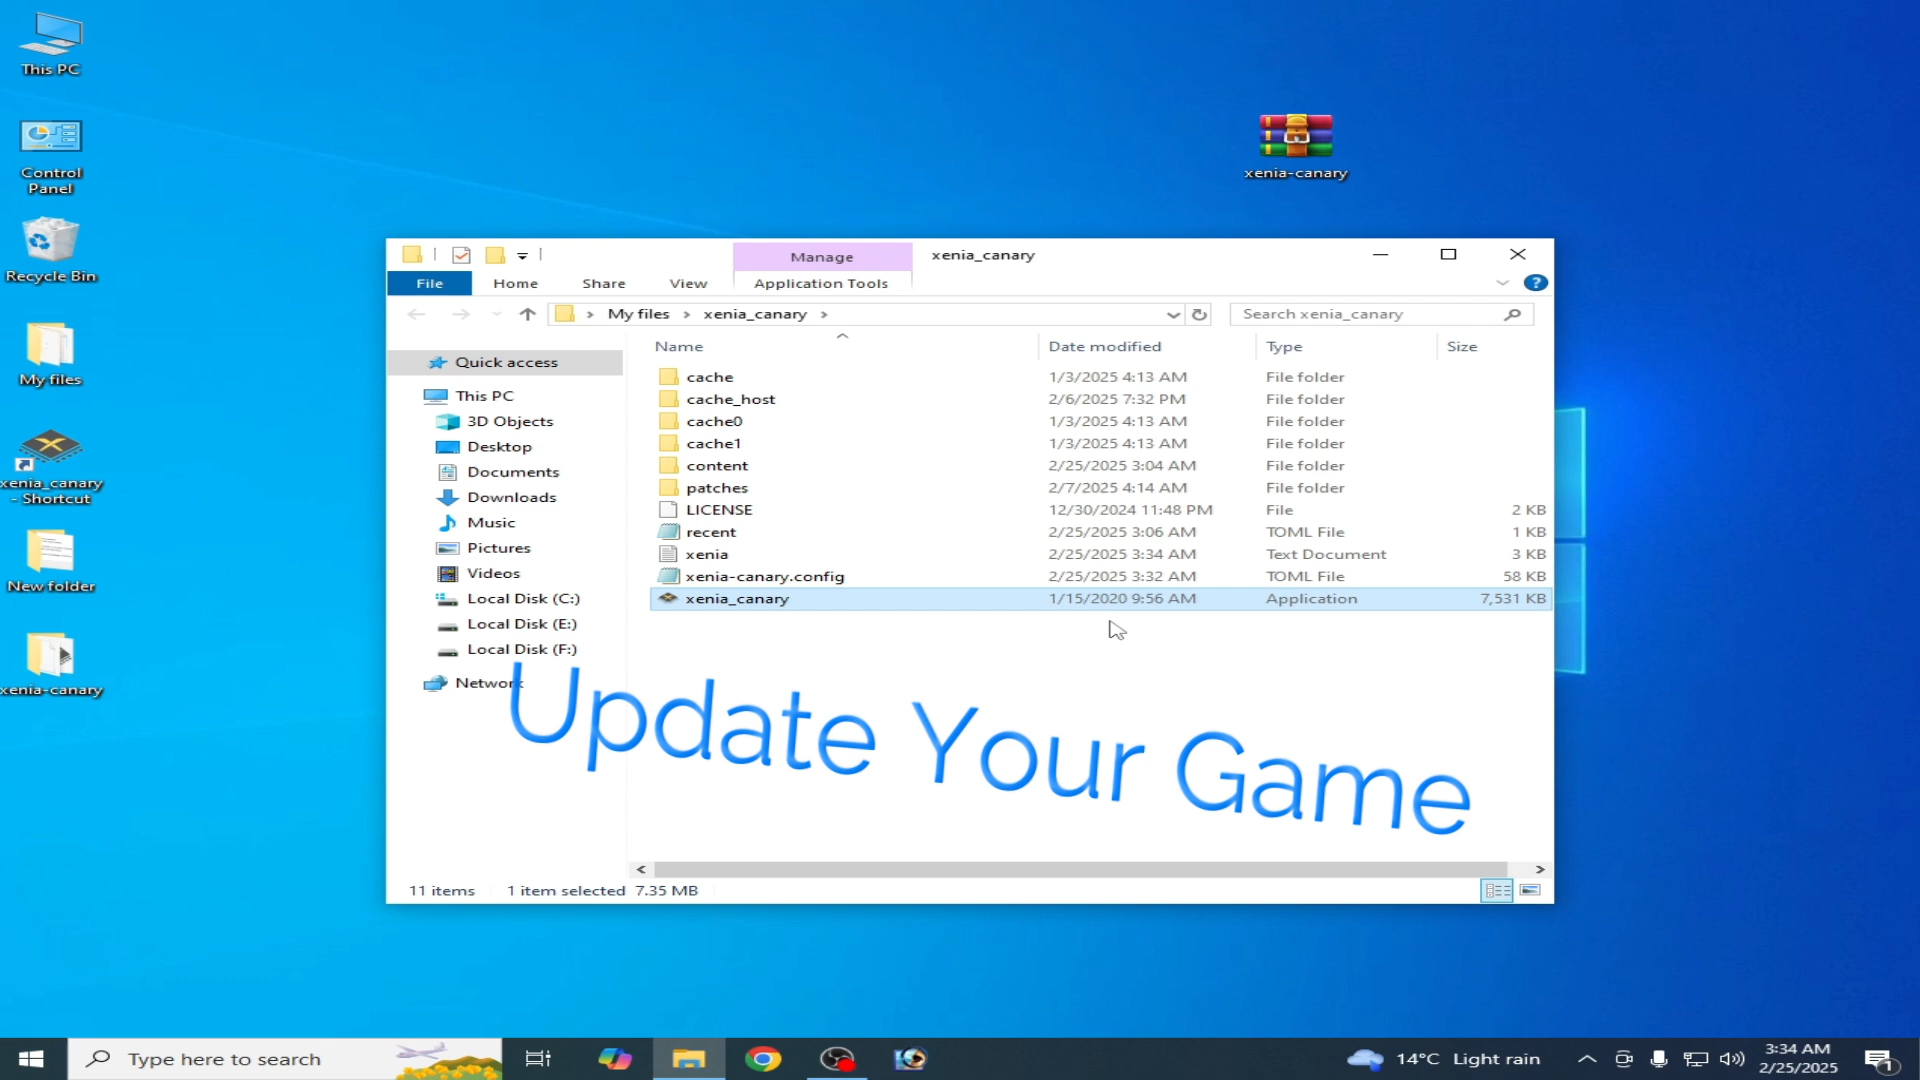 This PC
Control
Panel
Recycle Bin
My files
xenia_canary
- Shortcut
New folder
xenia-canary
xenia-canary
Manage
xenia_canary
File
Home
Share
View
Application Tools
?
My files
xenia_canary
Search xenia_canary
Quick access
This PC
3D Objects
Desktop
Documents
Downloads
Music
Pictures
Videos
Local Disk (C:)
Local Disk (E:)
Local Disk (F:)
Network
Name Date modified Type Size
cache 1/3/2025 4:13 AM File folder
cache_host 2/6/2025 7:32 PM File folder
cache0 1/3/2025 4:13 AM File folder
cache1 1/3/2025 4:13 AM File folder
content 2/25/2025 3:04 AM File folder
patches 2/7/2025 4:14 AM File folder
LICENSE 12/30/2024 11:48 PM File 2 KB
recent 2/25/2025 3:06 AM TOML File 1 KB
xenia 2/25/2025 3:34 AM Text Document 3 KB
xenia-canary.config 2/25/2025 3:32 AM TOML File 58 KB
xenia_canary 1/15/2020 9:56 AM Application 7,531 KB
Update Your Game
11 items 1 item selected 7.35 MB
Type here to search
14°C Light rain
3:34 AM
2/25/2025
1